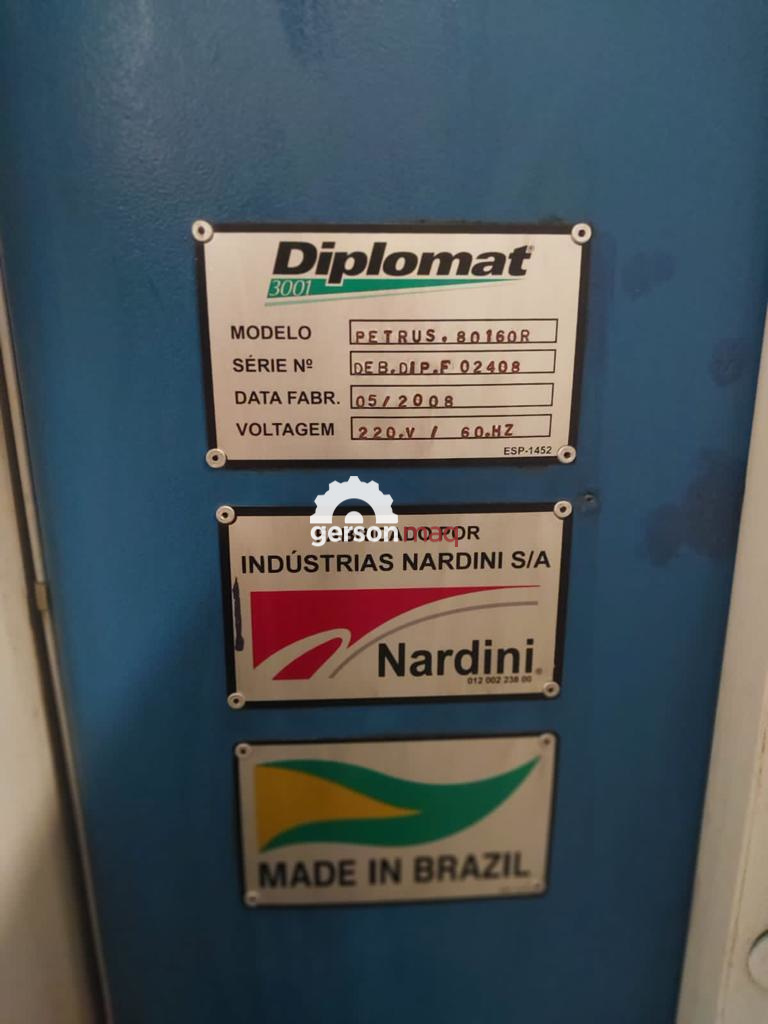 Diplomat®
3001
MODELO PETRUS.80160R
SÉRIE Nº DEB.DIP.F 02408
DATA FABR. 05/2008
VOLTAGEM 220.V / 60.HZ
ESP-1452
gersonmaq
POR
INDÚSTRIAS NARDINI S/A
Nardini®
012 002 238 00
MADE IN BRAZIL